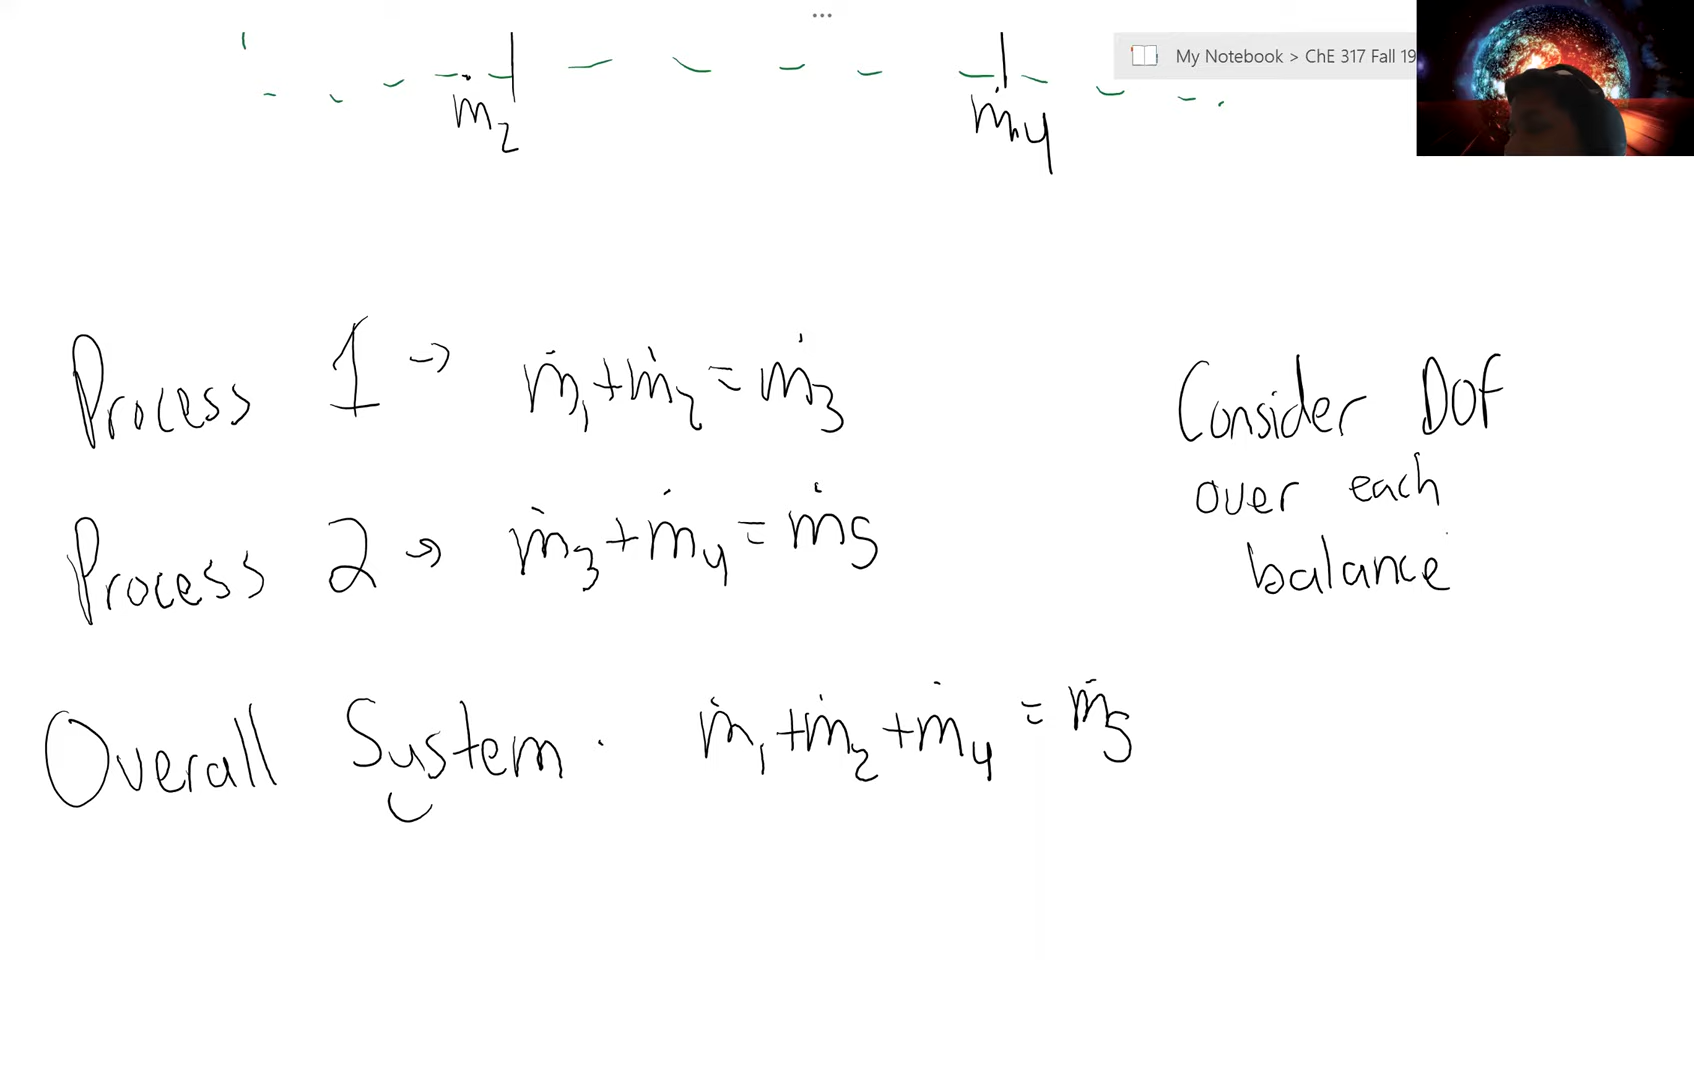 ...
My Notebook > ChE 317 Fall 19
ṁ2
ṁ4
Process 1 → ṁ1 + ṁ2 = ṁ3
Consider DOF
over each
balance
Process 2 → ṁ3 + ṁ4 = ṁ5
Overall System . ṁ1 + ṁ2 + ṁ4 = ṁ5